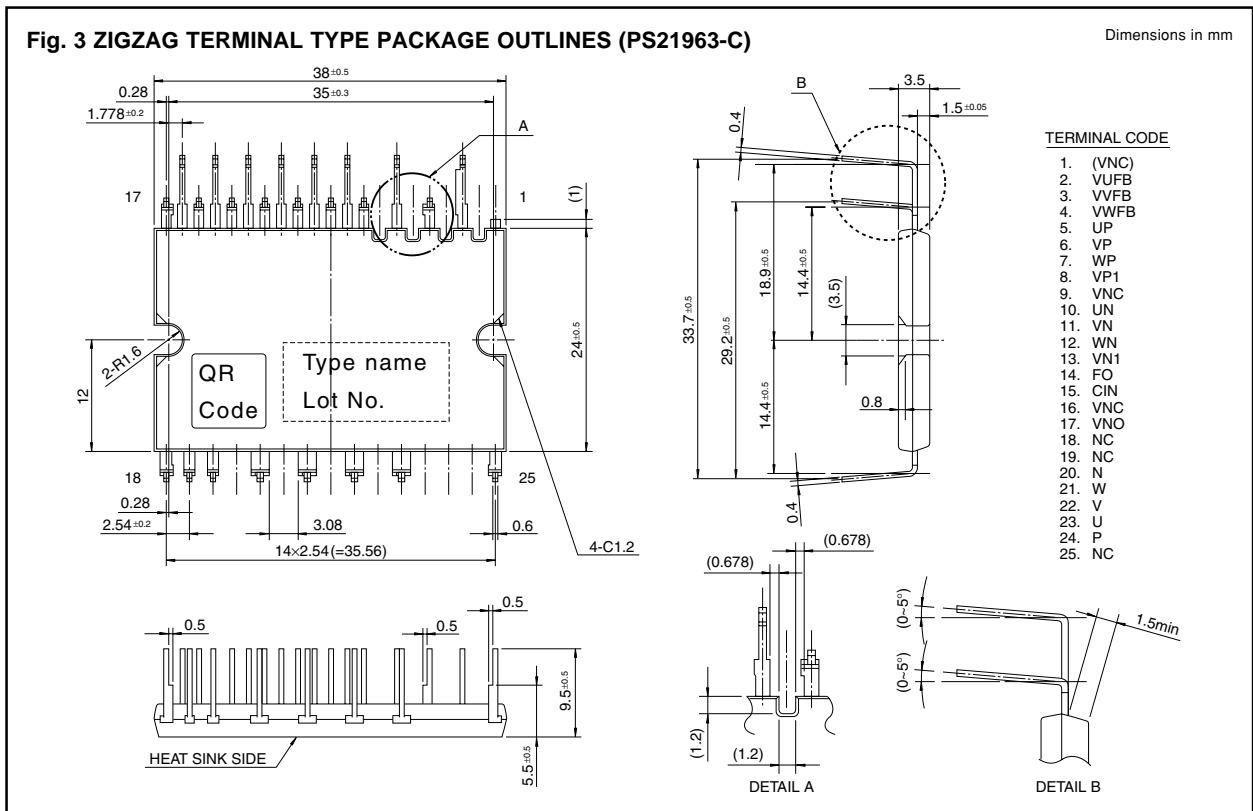 Fig. 3 ZIGZAG TERMINAL TYPE PACKAGE OUTLINES (PS21963-C)
Dimensions in mm
38±0.5
0.28
35±0.3
1.778±0.2
A
17
1
(1)
24±0.5
12
2-R1.6
QR
Code
Type name
Lot No.
18
25
0.28
2.54±0.2
3.08
0.6
14×2.54(=35.56)
4-C1.2
B
3.5
1.5±0.05
0.4
33.7±0.5
29.2±0.5
18.9±0.5
14.4±0.5
(3.5)
14.4±0.5
0.8
0.4
TERMINAL CODE
1. (VNC)
2. VUFB
3. VVFB
4. VWFB
5. UP
6. VP
7. WP
8. VP1
9. VNC
10. UN
11. VN
12. WN
13. VN1
14. FO
15. CIN
16. VNC
17. VNO
18. NC
19. NC
20. N
21. W
22. V
23. U
24. P
25. NC
0.5
0.5
0.5
9.5±0.5
5.5±0.5
HEAT SINK SIDE
(0.678)
(0.678)
(1.2)
(1.2)
DETAIL A
(0~5°)
(0~5°)
1.5min
DETAIL B